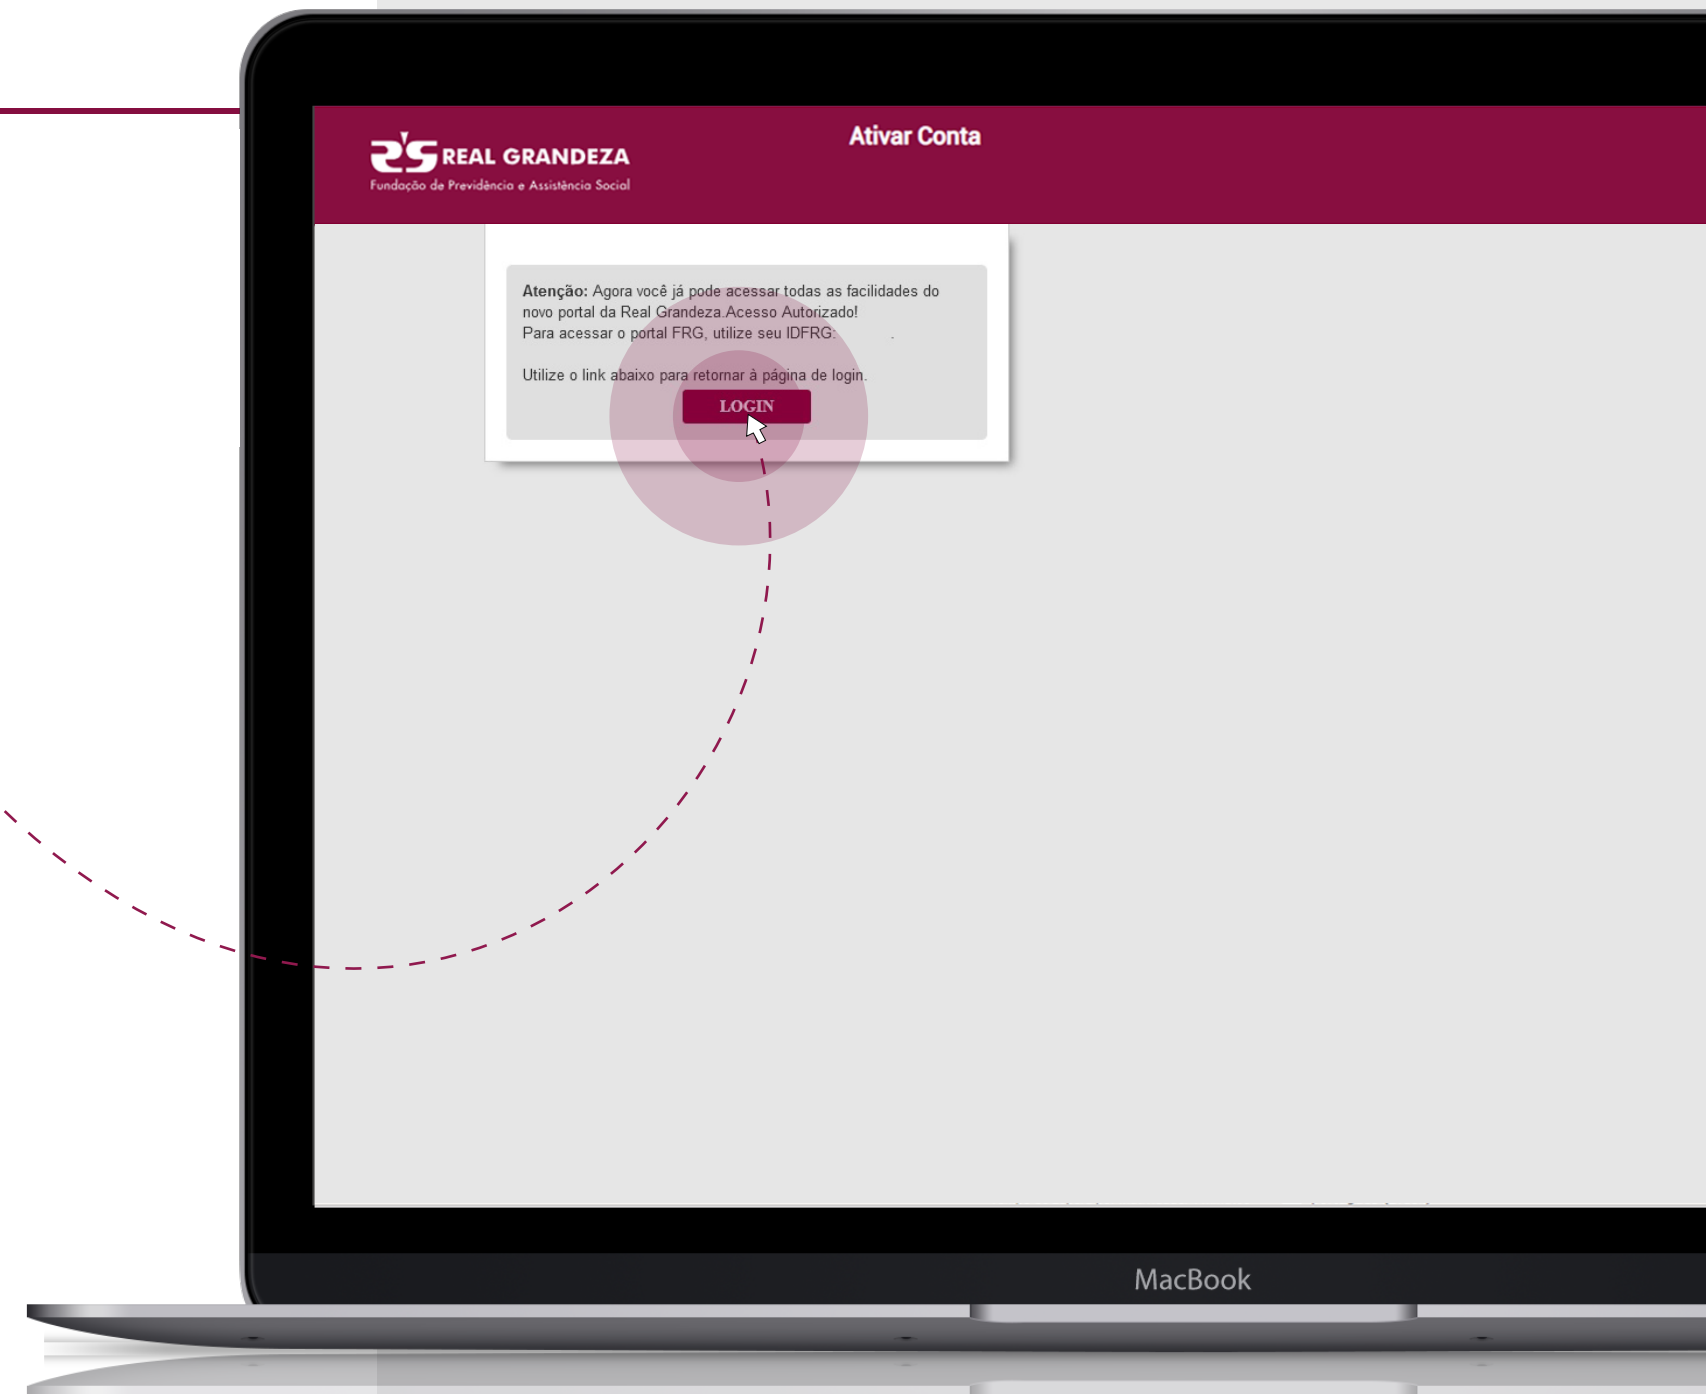 REAL GRANDEZA
Fundação de Previdência e Assistência Social
Ativar Conta
Atenção: Agora você já pode acessar todas as facilidades do
novo portal da Real Grandeza.Acesso Autorizado!
Para acessar o portal FRG, utilize seu IDFRG: .
Utilize o link abaixo para retornar à página de login.
LOGIN
MacBook